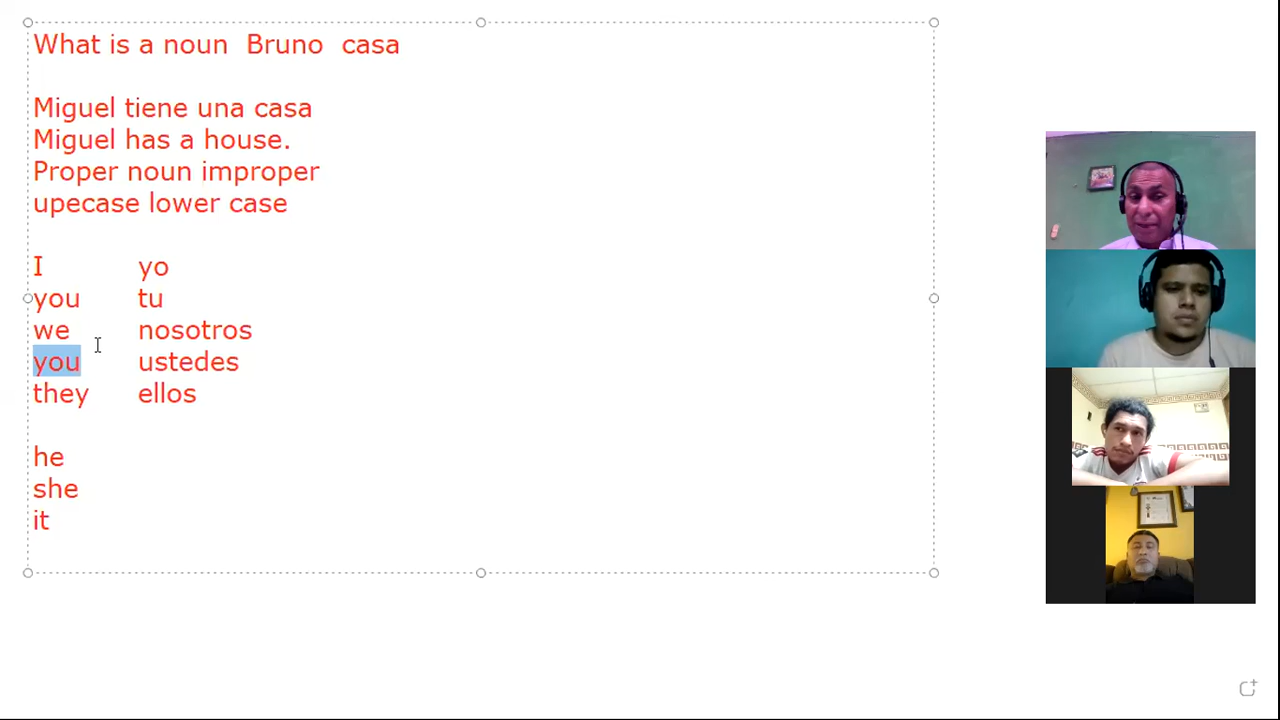 What is a noun  Bruno  casa
Miguel tiene una casa
Miguel has a house.
Proper noun improper
upecase lower case
I yo
you tu
we nosotros
you ustedes
they ellos
he
she
it